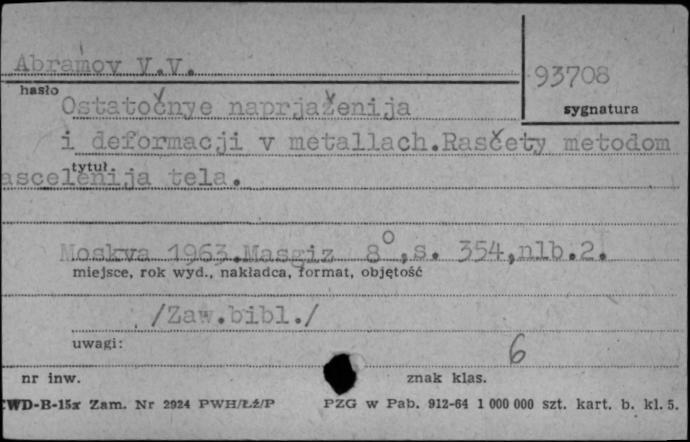 Abramov V.V.
93708
hasło
Ostatočnye naprjaženija
sygnatura
i deformacji v metallach.Rasčety metodom
tytuł
ascelenija tela.
Moskva 1963.Masgiz 8°,s. 354,nlb.2.
miejsce, rok wyd., nakładca, format, objętość
/Zaw.bibl./
uwagi:
6
nr inw.
znak klas.
WD-B-15x Zam. Nr 2924 PWH/Łź/P PZG w Pab. 912-64 1 000 000 szt. kart. b. kl. 5.